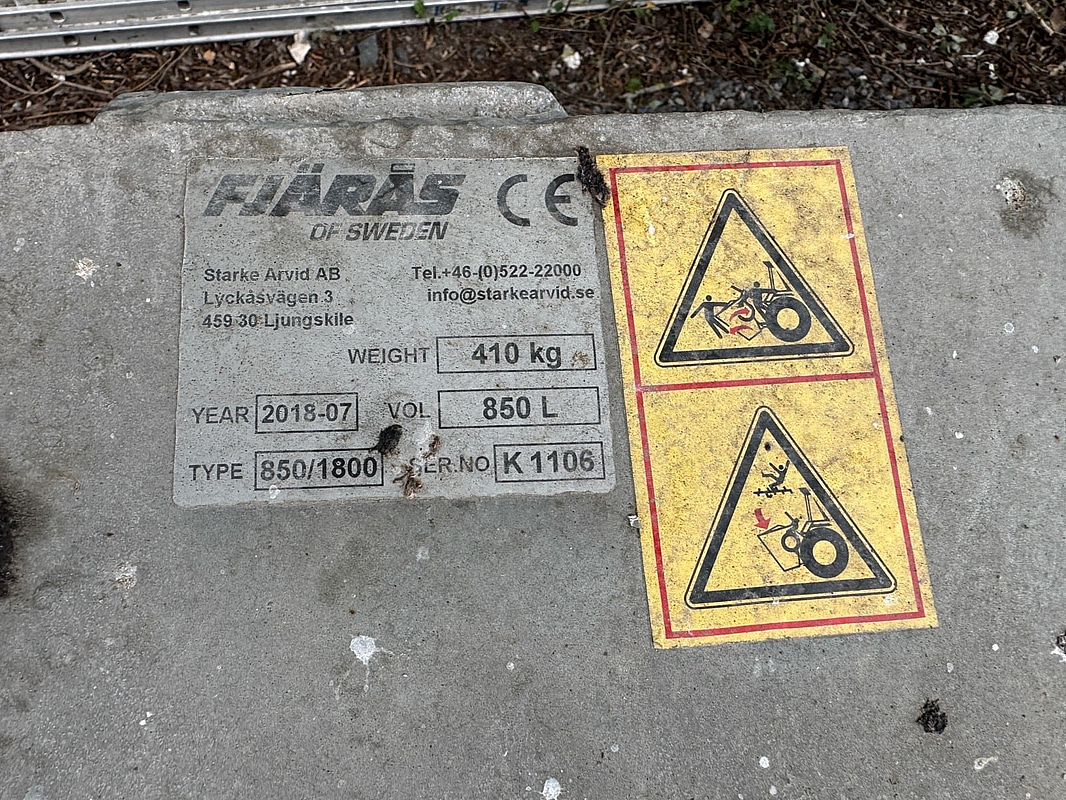 FJÄRÅS
OF SWEDEN
CE
Starke Arvid AB
Tel.+46-(0)522-22000
Lyckåsvägen 3
info@starkearvid.se
459 30 Ljungskile
WEIGHT 410 kg
YEAR 2018-07 VOL 850 L
TYPE 850/1800 SER.NO K 1106